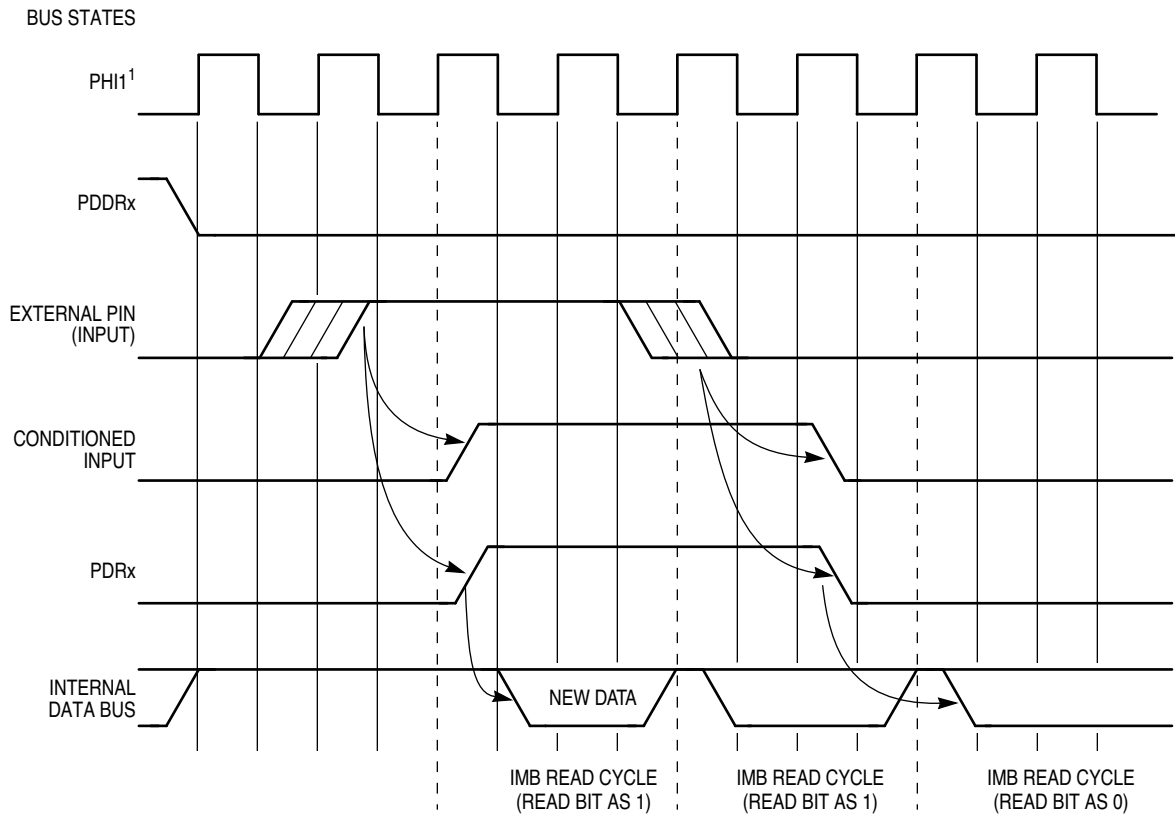 BUS STATES
PHI1¹
PDDRx
EXTERNAL PIN
(INPUT)
CONDITIONED
INPUT
PDRx
INTERNAL
DATA BUS
NEW DATA
IMB READ CYCLE
(READ BIT AS 1)
IMB READ CYCLE
(READ BIT AS 1)
IMB READ CYCLE
(READ BIT AS 0)